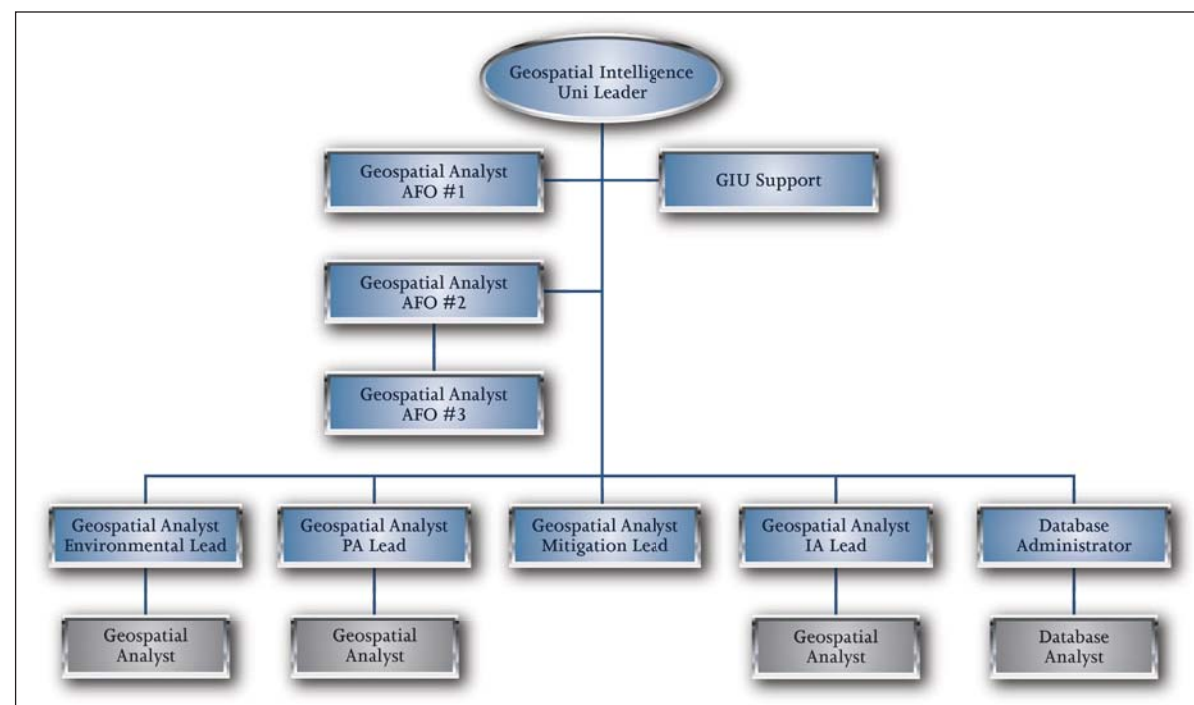 Geospatial Intelligence
Uni Leader
Geospatial Analyst
AFO #1
GIU Support
Geospatial Analyst
AFO #2
Geospatial Analyst
AFO #3
Geospatial Analyst
Environmental Lead
Geospatial Analyst
PA Lead
Geospatial Analyst
Mitigation Lead
Geospatial Analyst
IA Lead
Database
Administrator
Geospatial
Analyst
Geospatial
Analyst
Geospatial
Analyst
Database
Analyst